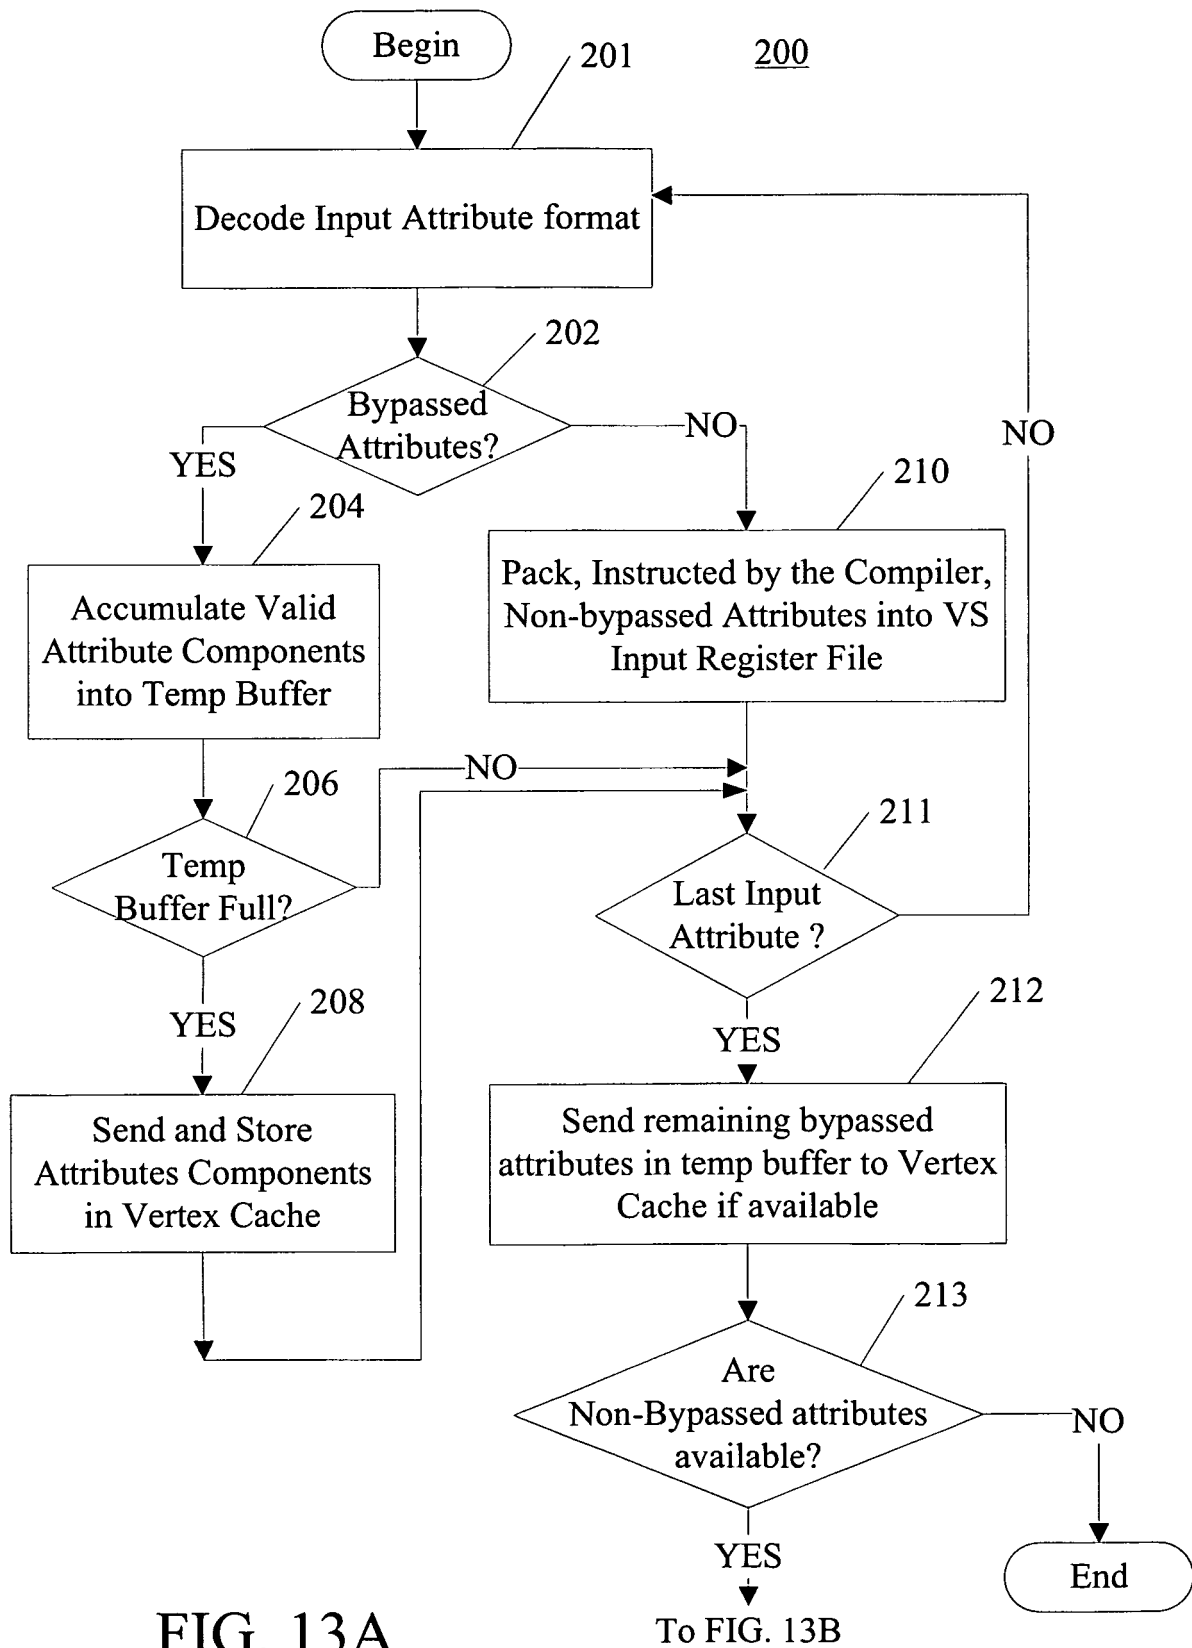 Begin
201
200
Decode Input Attribute format
202
Bypassed
Attributes?
NO
NO
YES
204
210
Accumulate Valid
Attribute Components
into Temp Buffer
Pack, Instructed by the Compiler,
Non-bypassed Attributes into VS
Input Register File
206
NO
Temp
Buffer Full?
211
Last Input
Attribute ?
YES
208
YES
212
Send and Store
Attributes Components
in Vertex Cache
Send remaining bypassed
attributes in temp buffer to Vertex
Cache if available
213
Are
Non-Bypassed attributes
available?
NO
YES
End
To FIG. 13B
FIG. 13A